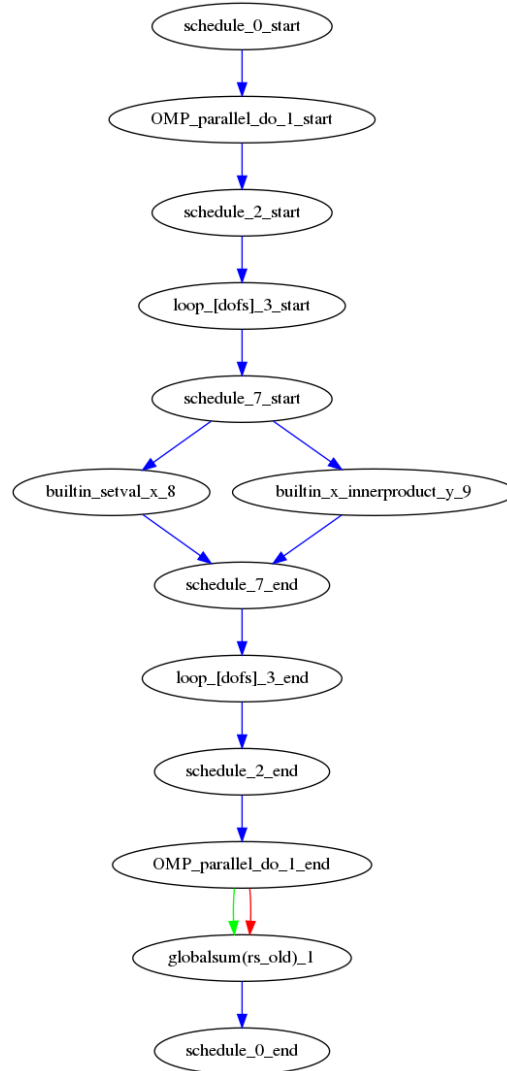 schedule_0_start
OMP_parallel_do_1_start
schedule_2_start
loop_[dofs]_3_start
schedule_7_start
builtin_setval_x_8
builtin_x_innerproduct_y_9
schedule_7_end
loop_[dofs]_3_end
schedule_2_end
OMP_parallel_do_1_end
globalsum(rs_old)_1
schedule_0_end